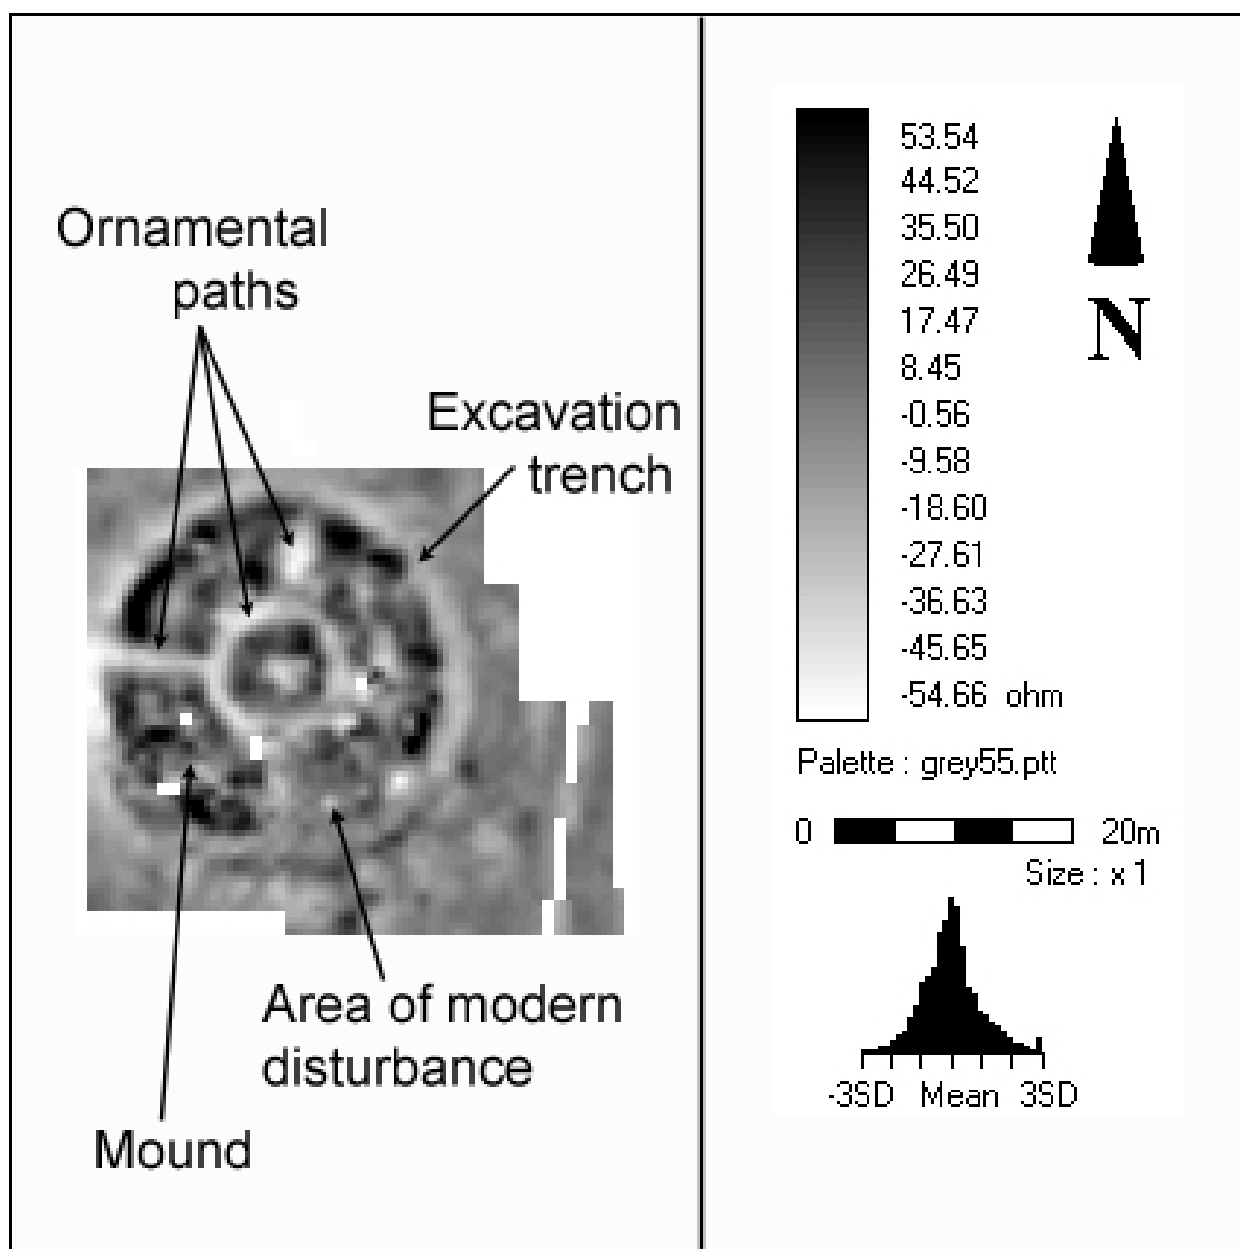 Ornamental
paths
Excavation
trench
Area of modern
disturbance
Mound
53.54
44.52
35.50
26.49
17.47
8.45
-0.56
-9.58
-18.60
-27.61
-36.63
-45.65
-54.66 ohm
N
Palette : grey55.ptt
0 20m
Size : x 1
-3SD Mean 3SD